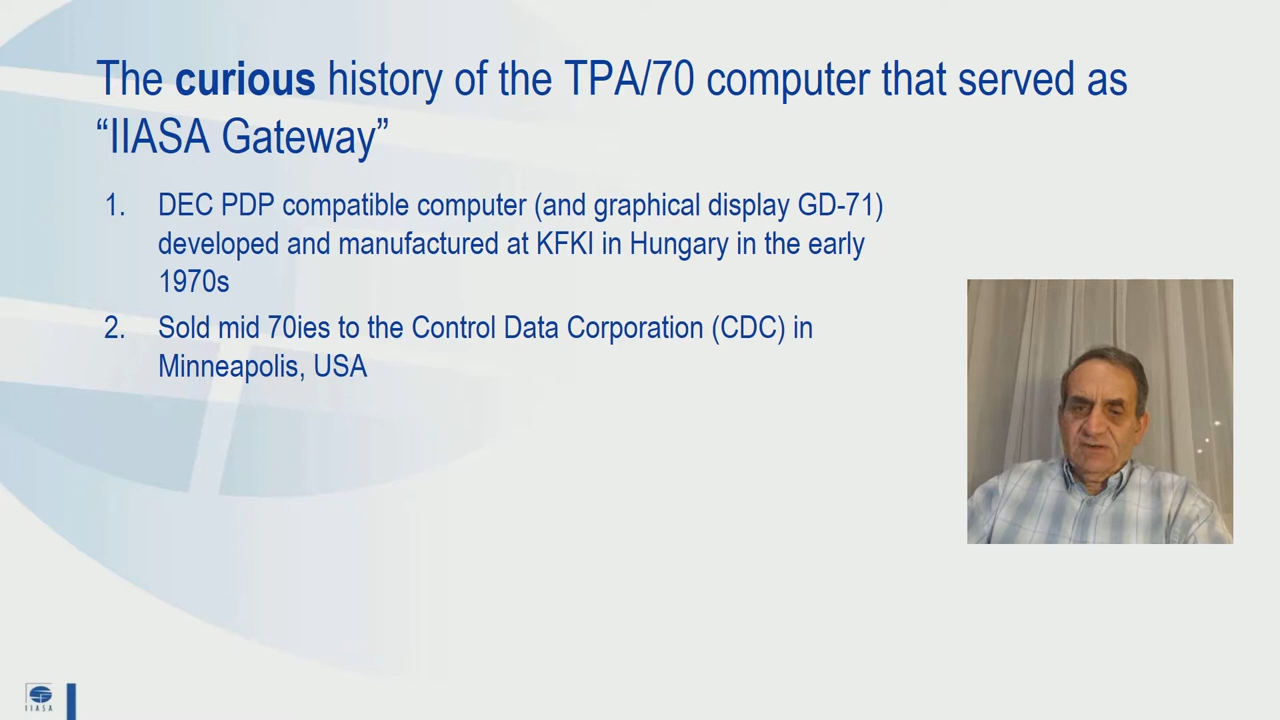 The curious history of the TPA/70 computer that served as
“IIASA Gateway”
1. DEC PDP compatible computer (and graphical display GD-71)
developed and manufactured at KFKI in Hungary in the early
1970s
2. Sold mid 70ies to the Control Data Corporation (CDC) in
Minneapolis, USA
IIASA